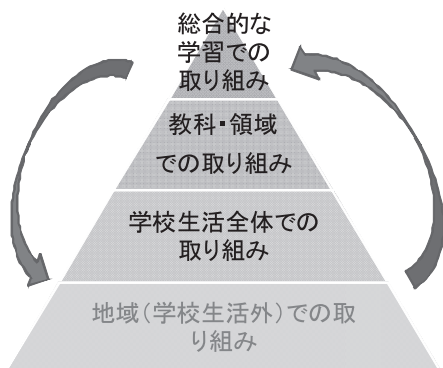 総合的な
学習での
取り組み
教科・領域
での取り組み
学校生活全体での
取り組み
地域(学校生活外)での取
り組み